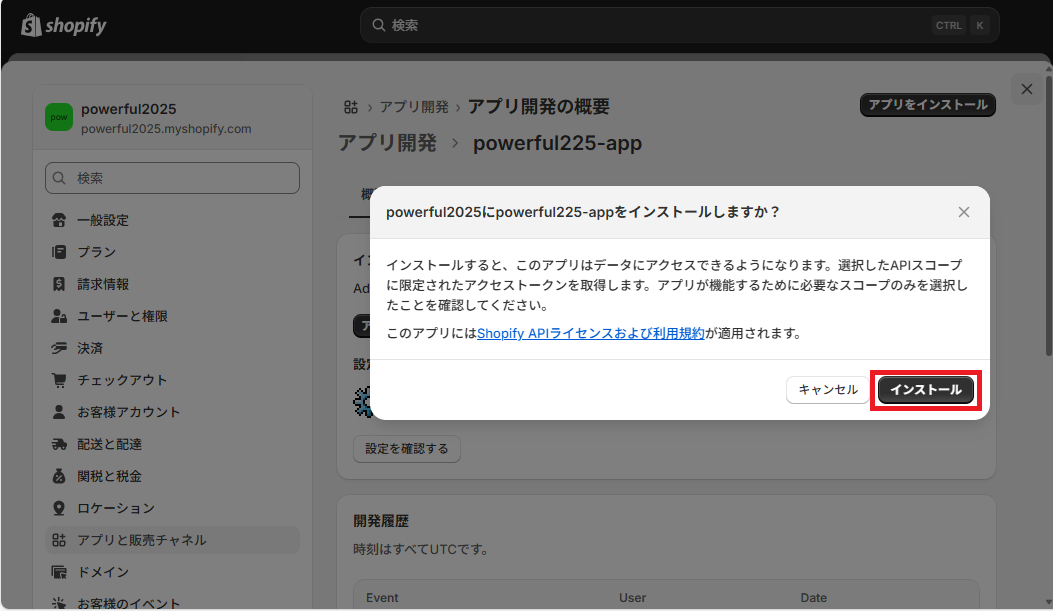 shopify
検索
CTRL K
powerful2025
powerful2025.myshopify.com
検索
一般設定
プラン
請求情報
ユーザーと権限
決済
チェックアウト
お客様アカウント
配送と配達
関税と税金
ロケーション
アプリと販売チャネル
ドメイン
お客様のイベント
アプリ開発 › アプリ開発の概要
アプリをインストール
アプリ開発 › powerful225-app
powerful2025にpowerful225-appをインストールしますか？
インストールすると、このアプリはデータにアクセスできるようになります。選択したAPIスコープ
に限定されたアクセストークンを取得します。アプリが機能するために必要なスコープのみを選択し
たことを確認してください。
このアプリにはShopify APIライセンスおよび利用規約が適用されます。
キャンセル
インストール
設定を確認する
開発履歴
時刻はすべてUTCです。
Event User Date